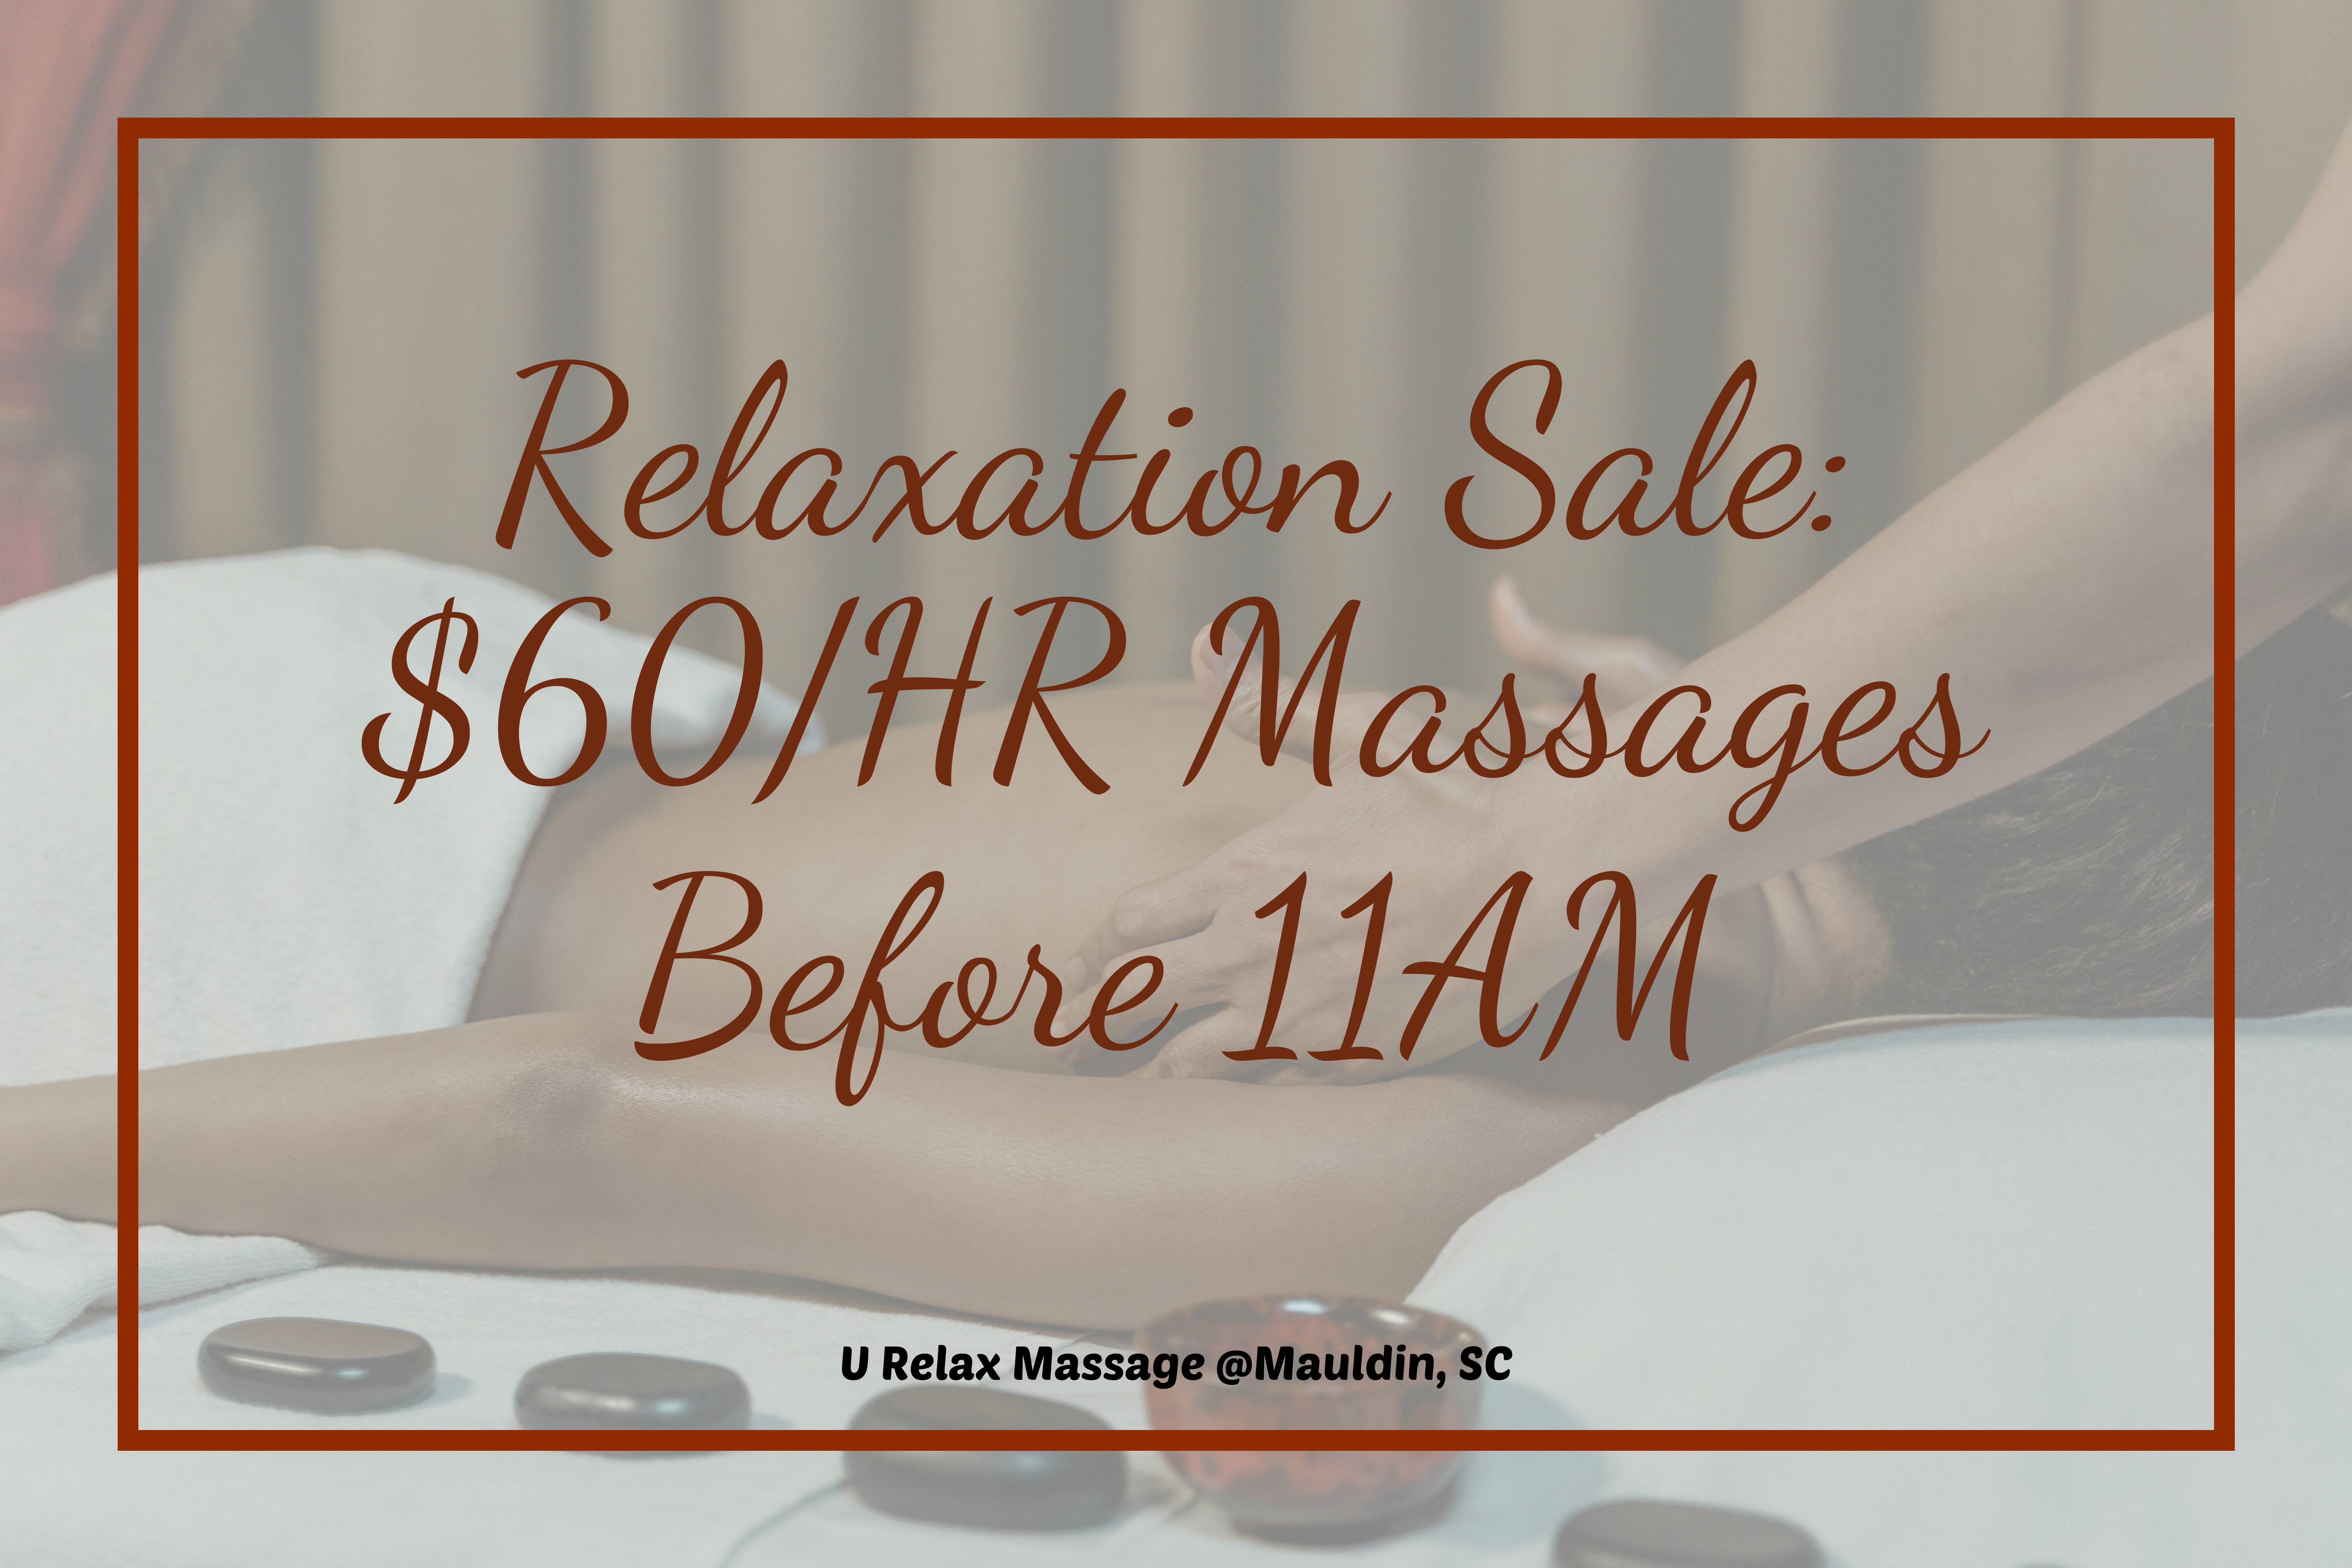 Relaxation Sale:
$60/HR Massages
Before 11AM
U Relax Massage @Mauldin, SC